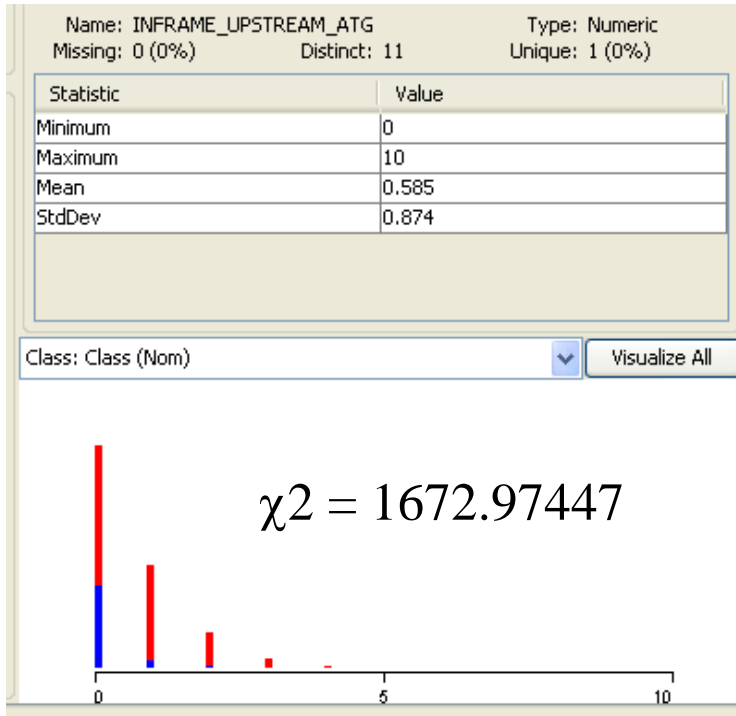 Name: INFRAME_UPSTREAM_ATG Type: Numeric
Missing: 0 (0%) Distinct: 11 Unique: 1 (0%)
Statistic Value
Minimum 0
Maximum 10
Mean 0.585
StdDev 0.874
Class: Class (Nom) Visualize All
χ2 = 1672.97447
0 5 10